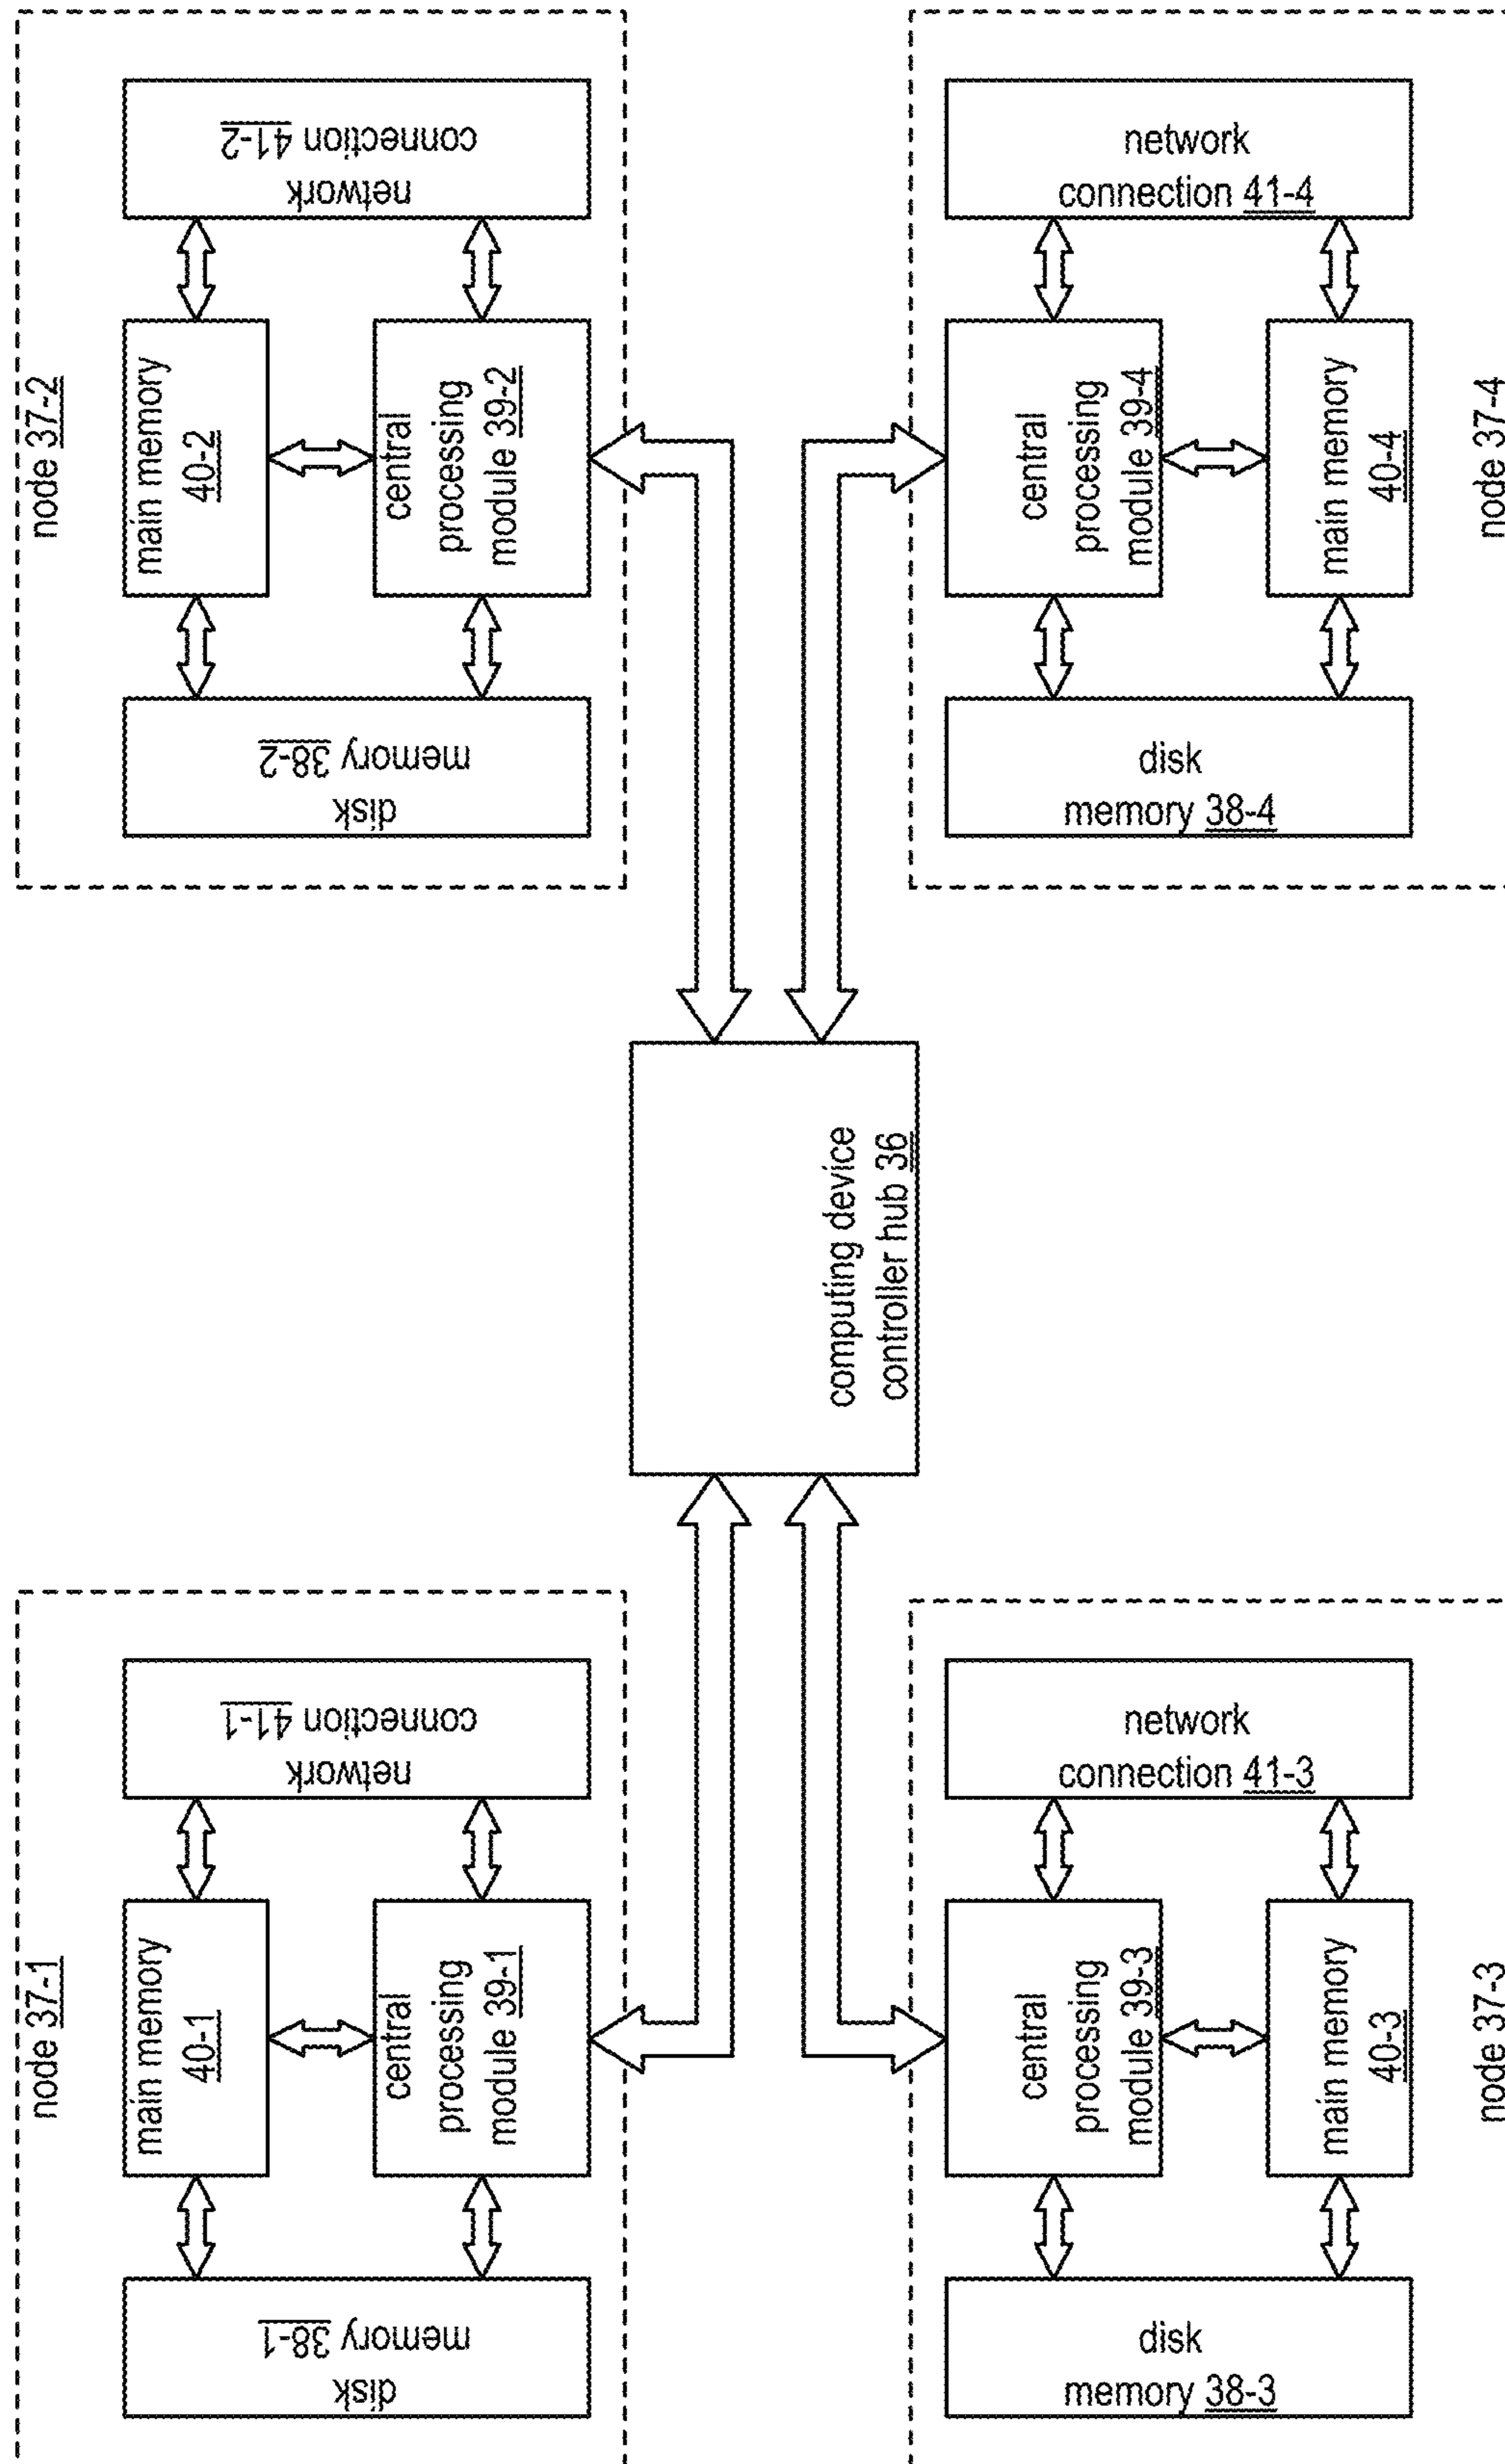 node 37-1
main memory
40-1
central
processing
module 39-1
disk
memory 38-1
network
connection 41-1
node 37-2
main memory
40-2
central
processing
module 39-2
disk
memory 38-2
network
connection 41-2
computing device
controller hub 36
disk
memory 38-3
central
processing
module 39-3
main memory
40-3
network
connection 41-3
node 37-3
disk
memory 38-4
central
processing
module 39-4
main memory
40-4
network
connection 41-4
node 37-4